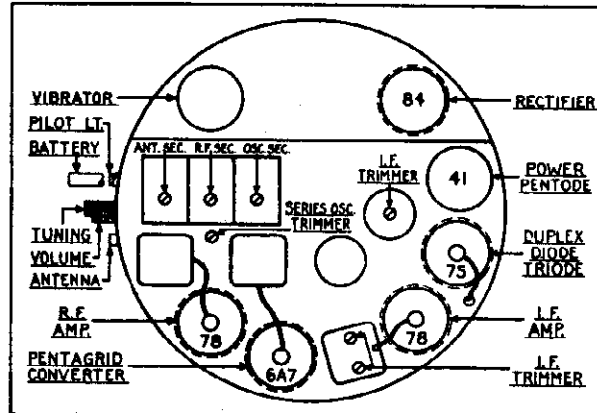 VIBRATOR
84
RECTIFIER
PILOT LT.
BATTERY
ANT. SEC. R.F. SEC. OSC. SEC.
I.F.
TRIMMER
41
POWER
PENTODE
SERIES OSC.
TRIMMER
TUNING
VOLUME
ANTENNA
DUPLEX
DIODE
TRIODE
75
R.F.
AMP.
78
78
I.F.
AMP.
PENTAGRID
CONVERTER
6A7
I.F.
TRIMMER